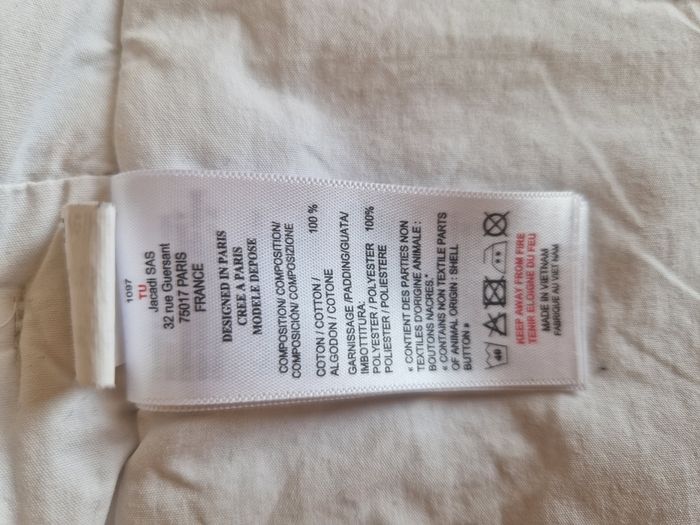 1097
TU
Jacadi SAS
32 rue Guersant
75017 PARIS
FRANCE
DESIGNED IN PARIS
CREE A PARIS
MODELE DEPOSE
COMPOSITION/ COMPOSITION/
COMPOSICIÓN/ COMPOSIZIONE
COTON / COTTON / 100 %
ALGODON / COTONE
GARNISSAGE /PADDING/GUATA/
IMBOTTITURA:
POLYESTER / POLYESTER 100%
POLIESTER / POLIESTERE
« CONTIENT DES PARTIES NON
TEXTILES D'ORIGINE ANIMALE :
BOUTONS NACRES."
« CONTAINS NON TEXTILE PARTS
OF ANIMAL ORIGIN : SHELL
BUTTON »
40
KEEP AWAY FROM FIRE
TENIR ELOIGNE DU FEU
MADE IN VIETNAM
FABRIQUE AU VIET NAM